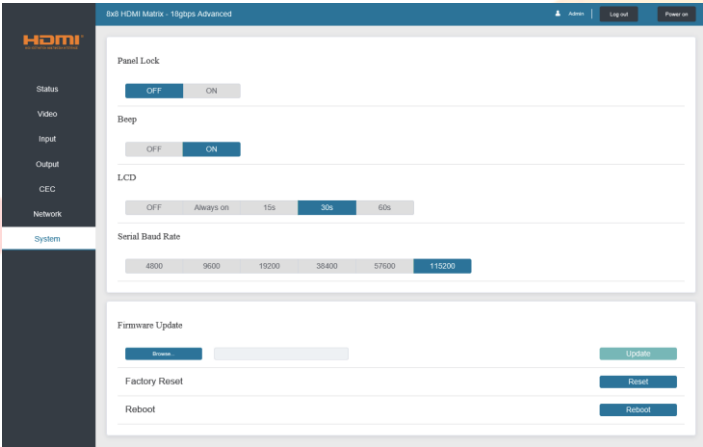 8x8 HDMI Matrix - 18gbps Advanced
Admin
Log out
Power on
HDMI
Status
Video
Input
Output
CEC
Network
System
Panel Lock
OFF ON
Beep
OFF ON
LCD
OFF Always on 15s 30s 60s
Serial Baud Rate
4800 9600 19200 38400 57600 115200
Firmware Update
Browse.. Update
Factory Reset Reset
Reboot Reboot